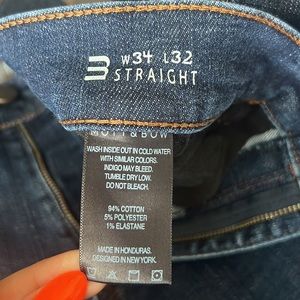 W34 L32
STRAIGHT
MOTT & BOW
WASH INSIDE OUT IN COLD WATER
WITH SIMILAR COLORS.
INDIGO MAY BLEED.
TUMBLE DRY LOW.
DO NOT BLEACH.
94% COTTON
5% POLYESTER
1% ELASTANE
MADE IN HONDURAS.
DESIGNED IN NEW YORK.